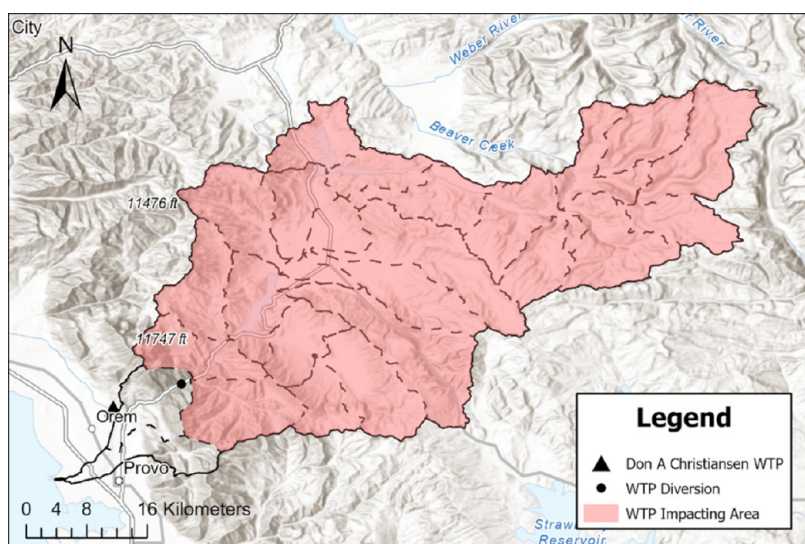 City
N
Weber River
River
Beaver Creek
11476 ft
11747 ft
Orem
Provo
0 4 8 16 Kilometers
Legend
Don A Christiansen WTP
WTP Diversion
WTP Impacting Area
Reservoir